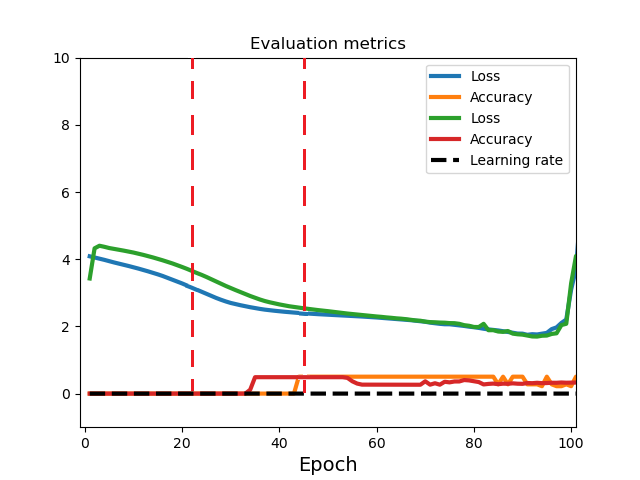 Evaluation metrics
10
8
6
4
2
0
Loss
Accuracy
Loss
Accuracy
Learning rate
0 20 40 60 80 100
Epoch